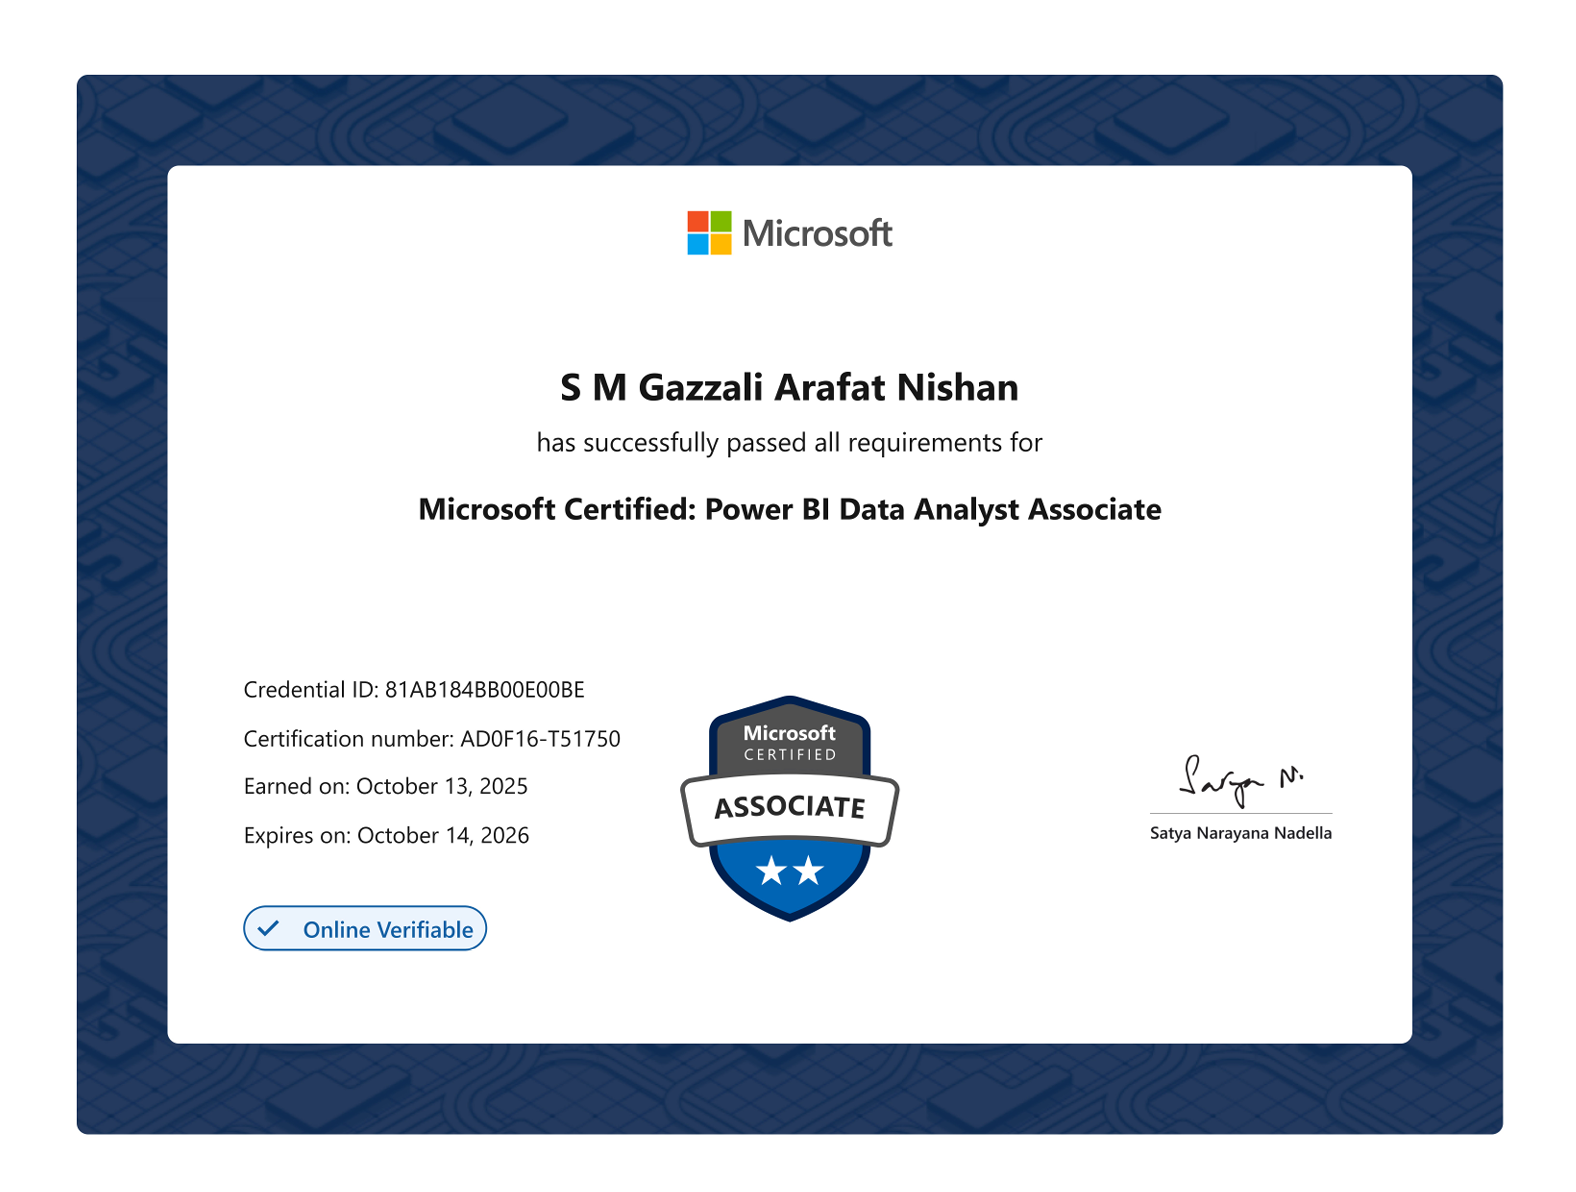 Microsoft
S M Gazzali Arafat Nishan
has successfully passed all requirements for
Microsoft Certified: Power BI Data Analyst Associate
Credential ID: 81AB184BB00E00BE
Certification number: AD0F16-T51750
Earned on: October 13, 2025
Expires on: October 14, 2026
Online Verifiable
Microsoft
CERTIFIED
ASSOCIATE
Satya N.
Satya Narayana Nadella